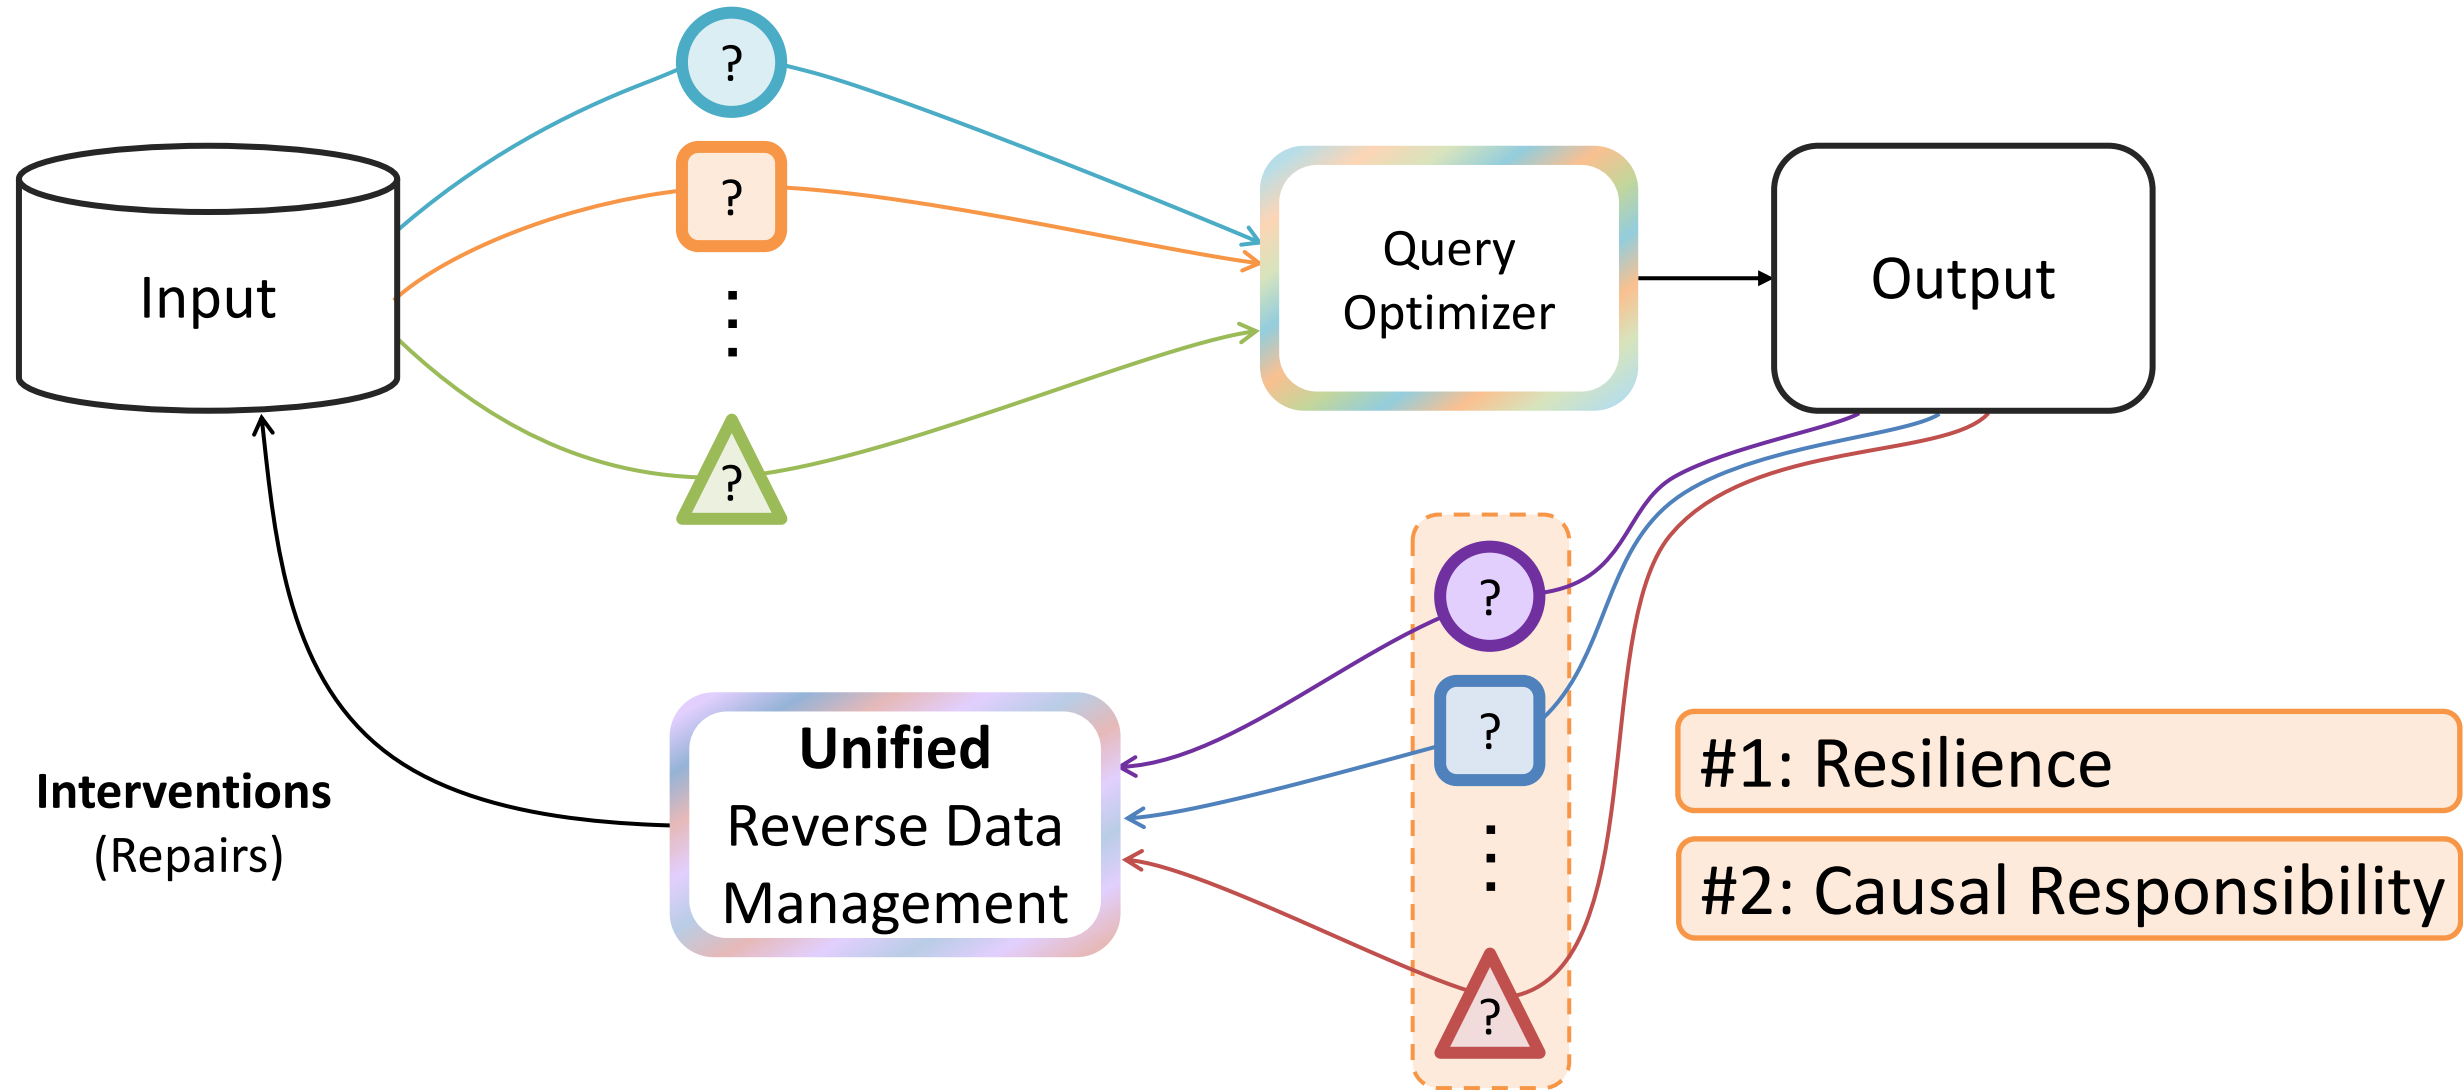 ?
?
?
Input
Query
Optimizer
Output
?
?
?
Unified
Reverse Data
Management
Interventions
(Repairs)
#1: Resilience
#2: Causal Responsibility